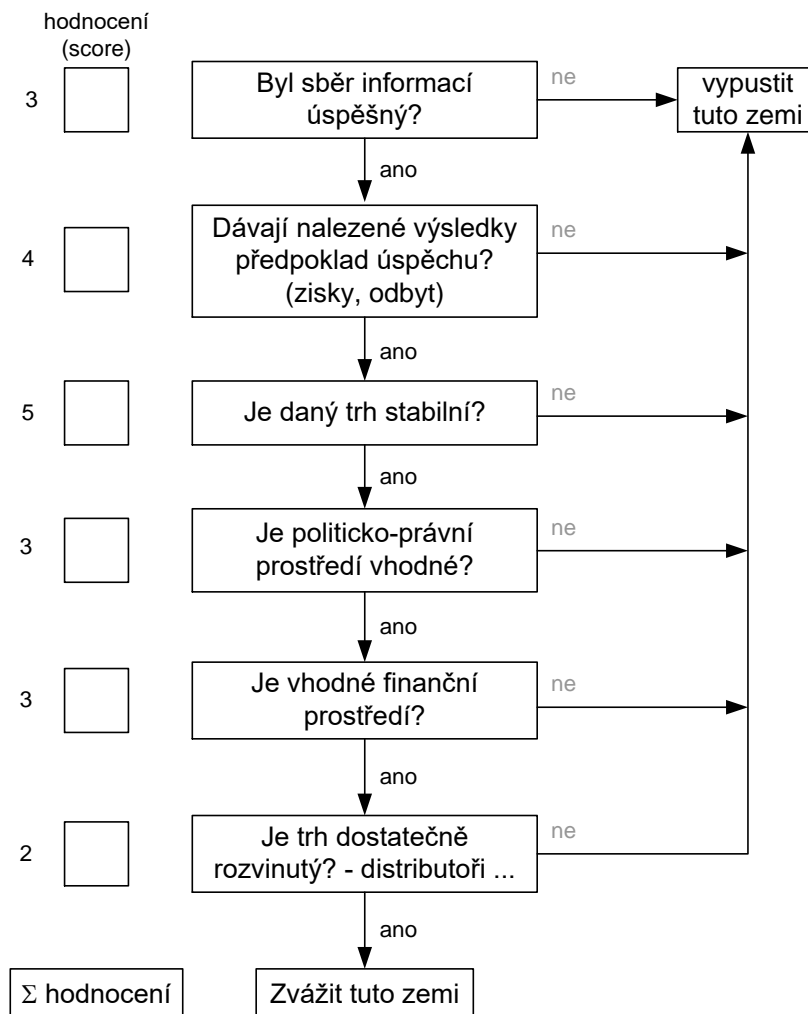 hodnocení
(score)
3
Byl sběr informací
úspěšný?
ne
vypustit
tuto zemi
ano
4
Dávají nalezené výsledky
předpoklad úspěchu?
(zisky, odbyt)
ne
ano
5
Je daný trh stabilní?
ne
ano
3
Je politicko-právní
prostředí vhodné?
ne
ano
3
Je vhodné finanční
prostředí?
ne
ano
2
Je trh dostatečně
rozvinutý? - distributoři ...
ne
ano
Σ hodnocení
Zvážit tuto zemi